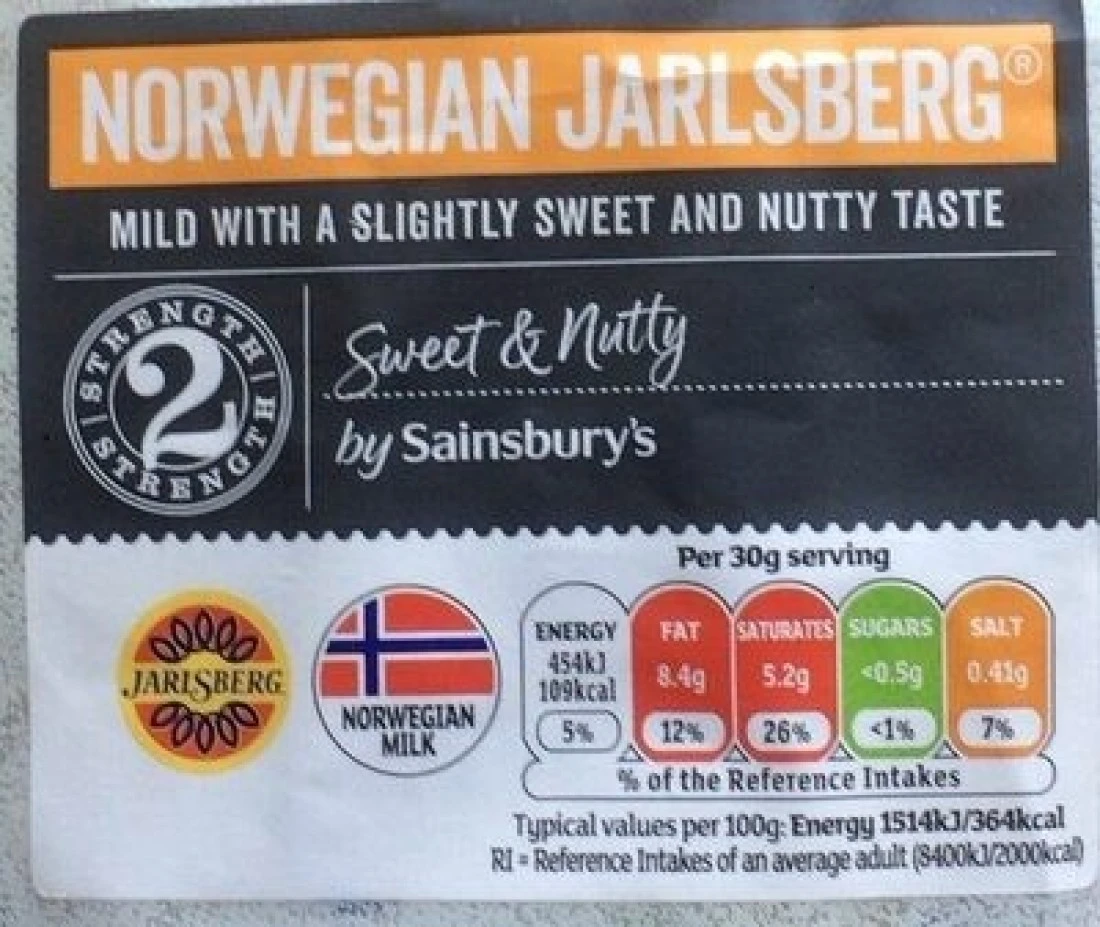 NORWEGIAN JARLSBERG®
MILD WITH A SLIGHTLY SWEET AND NUTTY TASTE
STRENGTH
2
STRENGTH
Sweet & Nutty
by Sainsbury's
Per 30g serving
JARLSBERG
NORWEGIAN
MILK
ENERGY FAT SATURATES SUGARS SALT
454kJ 8.4g 5.2g <0.5g 0.41g
109kcal
5% 12% 26% <1% 7%
% of the Reference Intakes
Typical values per 100g: Energy 1514kJ/364kcal
RI = Reference Intakes of an average adult (8400kJ/2000kcal)